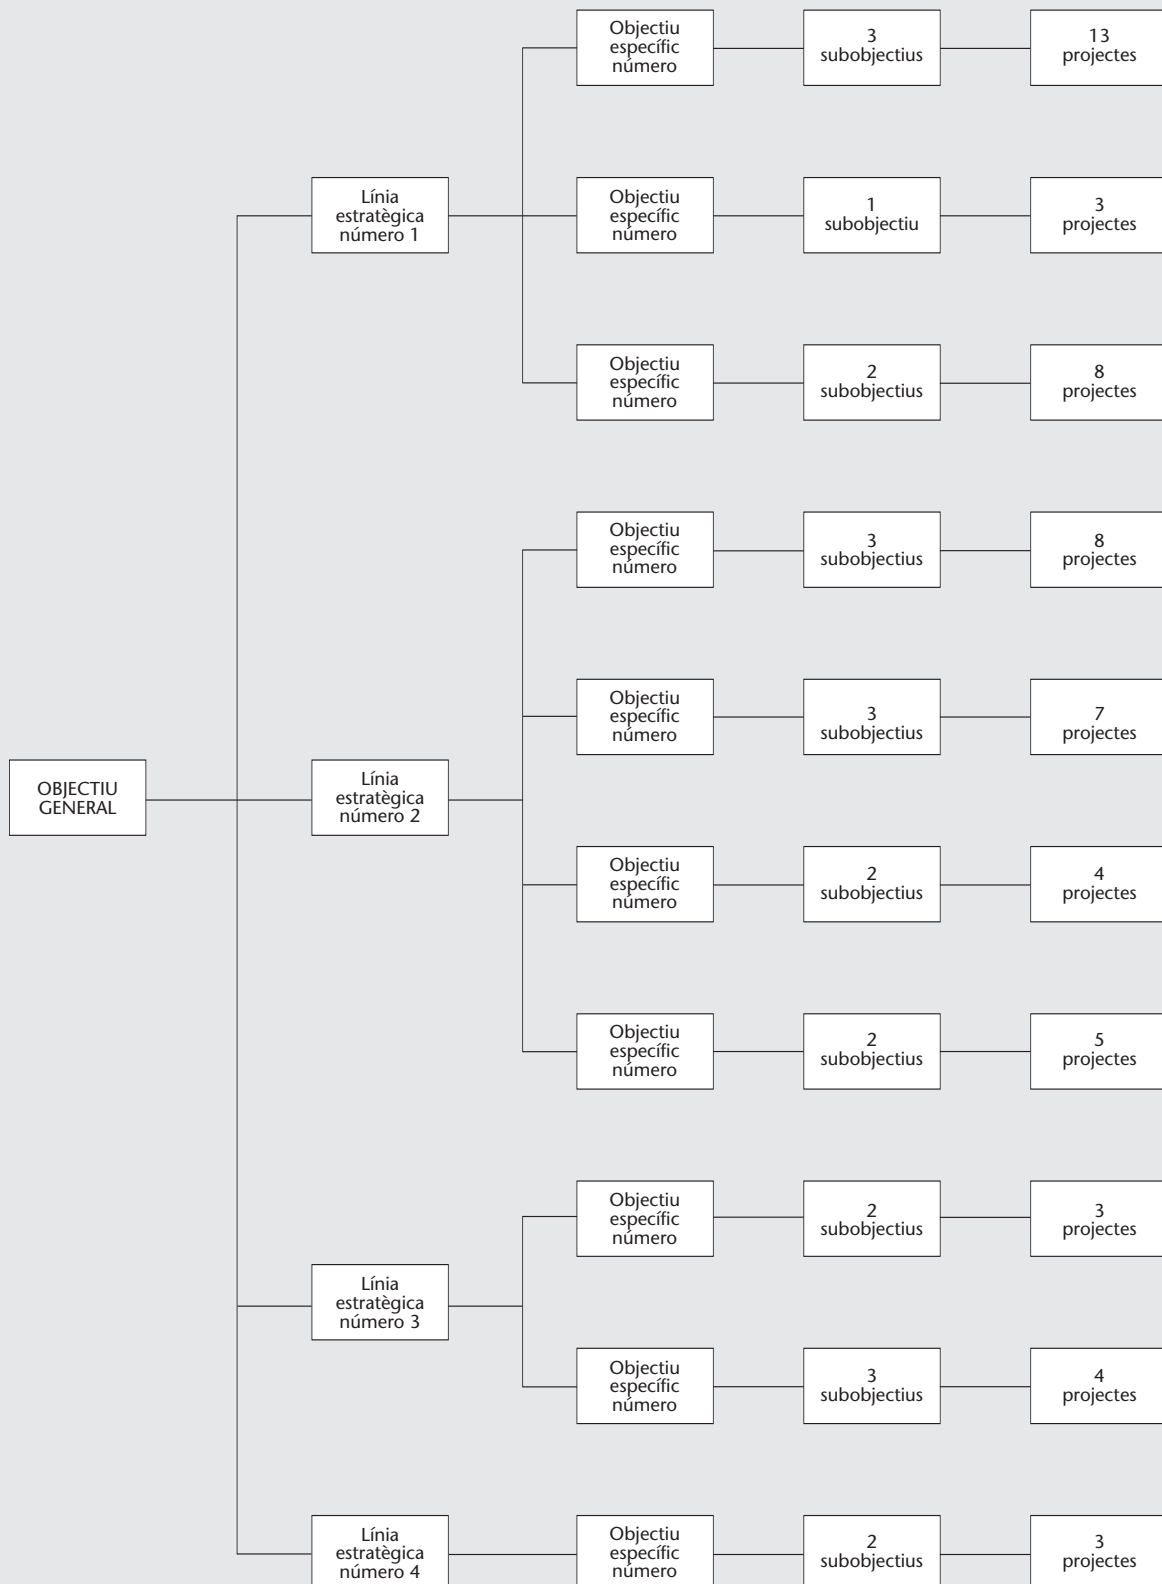 Objectiu
específic
número
3
subobjectius
13
projectes
Línia
estratègica
número 1
Objectiu
específic
número
1
subobjectiu
3
projectes
Objectiu
específic
número
2
subobjectius
8
projectes
Objectiu
específic
número
3
subobjectius
8
projectes
Objectiu
específic
número
3
subobjectius
7
projectes
OBJECTIU
GENERAL
Línia
estratègica
número 2
Objectiu
específic
número
2
subobjectius
4
projectes
Objectiu
específic
número
2
subobjectius
5
projectes
Objectiu
específic
número
2
subobjectius
3
projectes
Línia
estratègica
número 3
Objectiu
específic
número
3
subobjectius
4
projectes
Línia
estratègica
número 4
Objectiu
específic
número
2
subobjectius
3
projectes